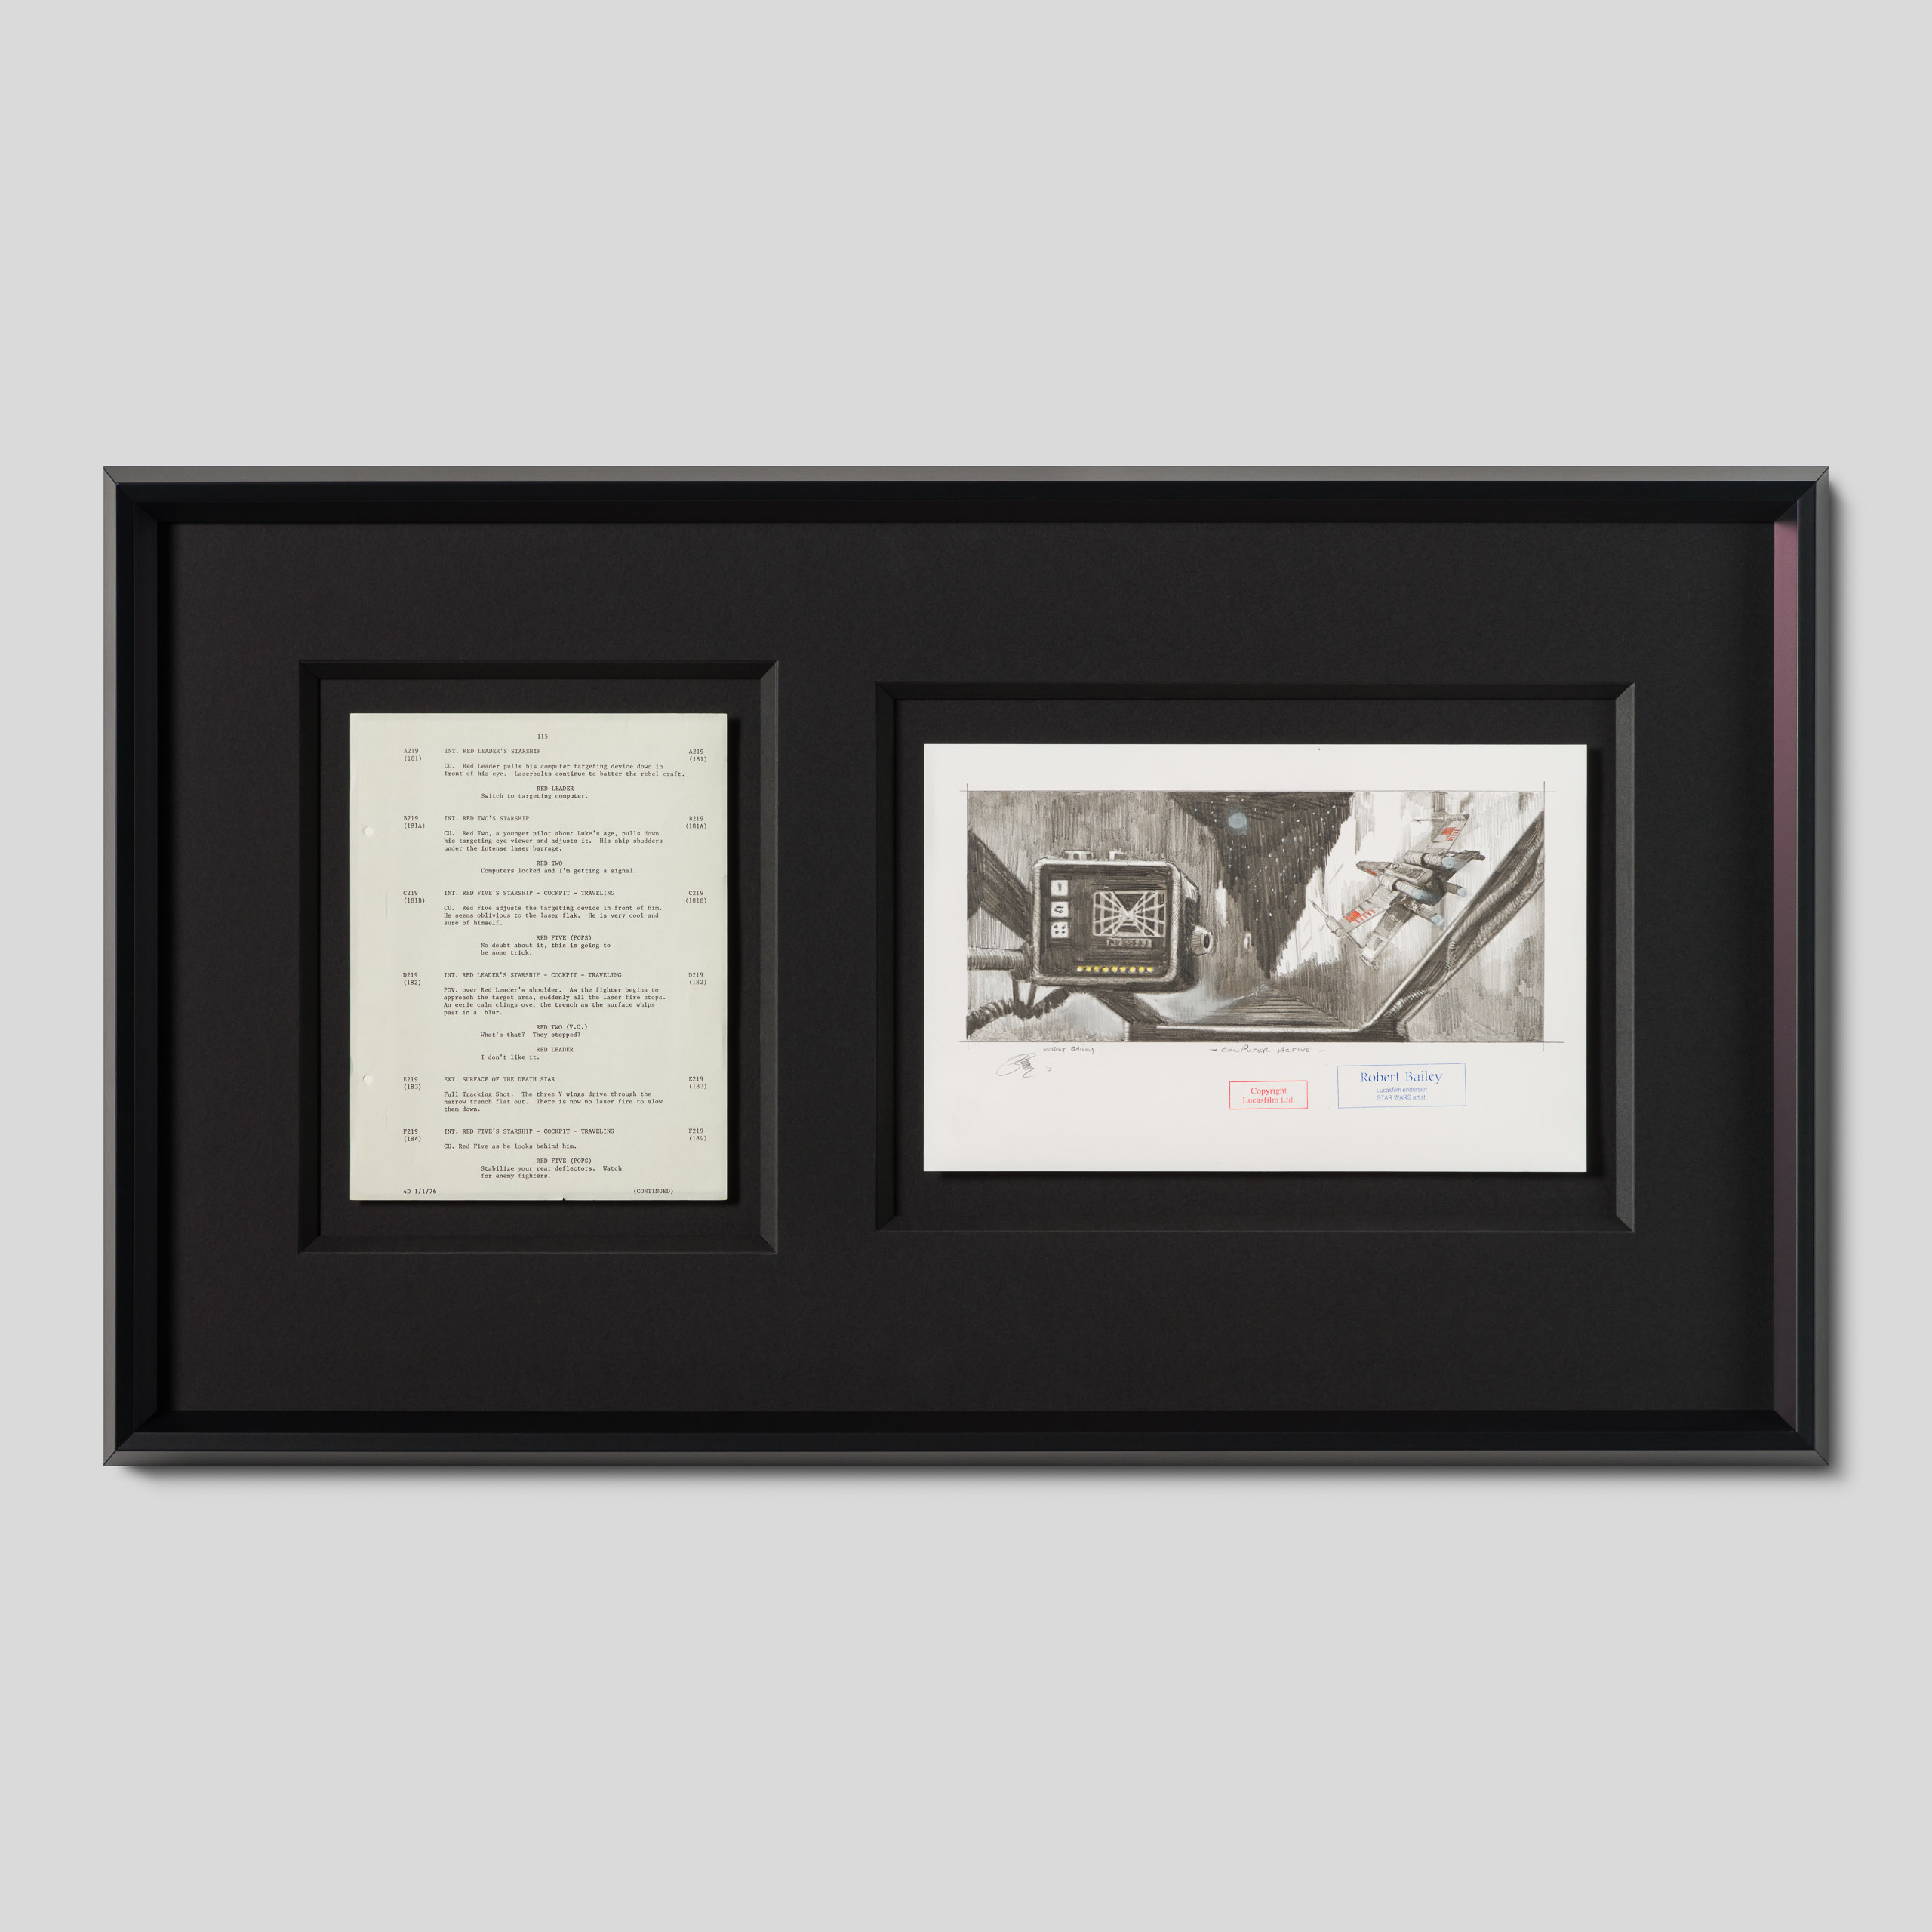 115
A219 INT. RED LEADER'S STARSHIP A219
(181) (181)
CU. Red Leader pulls his computer targeting device down in
front of his eye. Laserbolts continue to batter the rebel craft.
RED LEADER
Switch to targeting computer.
B219 INT. RED TWO'S STARSHIP B219
(181A) (181A)
CU. Red Two, a younger pilot about Luke's age, pulls down
his targeting eye viewer and adjusts it. His ship shudders
under the intense laser barrage.
RED TWO
Computers locked and I'm getting a signal.
C219 INT. RED FIVE'S STARSHIP - COCKPIT - TRAVELING C219
(181B) (181B)
CU. Red Five adjusts the targeting device in front of him.
He seems oblivious to the laser flak. He is very cool and
sure of himself.
RED FIVE (POPS)
No doubt about it, this is going to
be some trick.
D219 INT. RED LEADER'S STARSHIP - COCKPIT - TRAVELING D219
(182) (182)
POV. over Red Leader's shoulder. As the fighter begins to
approach the target area, suddenly all the laser fire stops.
An eerie calm clings over the trench as the surface whips
past in a blur.
RED TWO (V.O.)
What's that? They stopped?
RED LEADER
I don't like it.
E219 EXT. SURFACE OF THE DEATH STAR E219
(183) (183)
Full Tracking Shot. The three Y wings drive through the
narrow trench flat out. There is now no laser fire to slow
them down.
F219 INT. RED FIVE'S STARSHIP - COCKPIT - TRAVELING F219
(184) (184)
CU. Red Five as he looks behind him.
RED FIVE (POPS)
Stabilize your rear deflectors. Watch
for enemy fighters.
4D 1/1/76 (CONTINUED)
Robert Bailey - COMPUTER ACTIVE -
Copyright
Lucasfilm Ltd.
Robert Bailey
Lucasfilm endorsed
STAR WARS artist